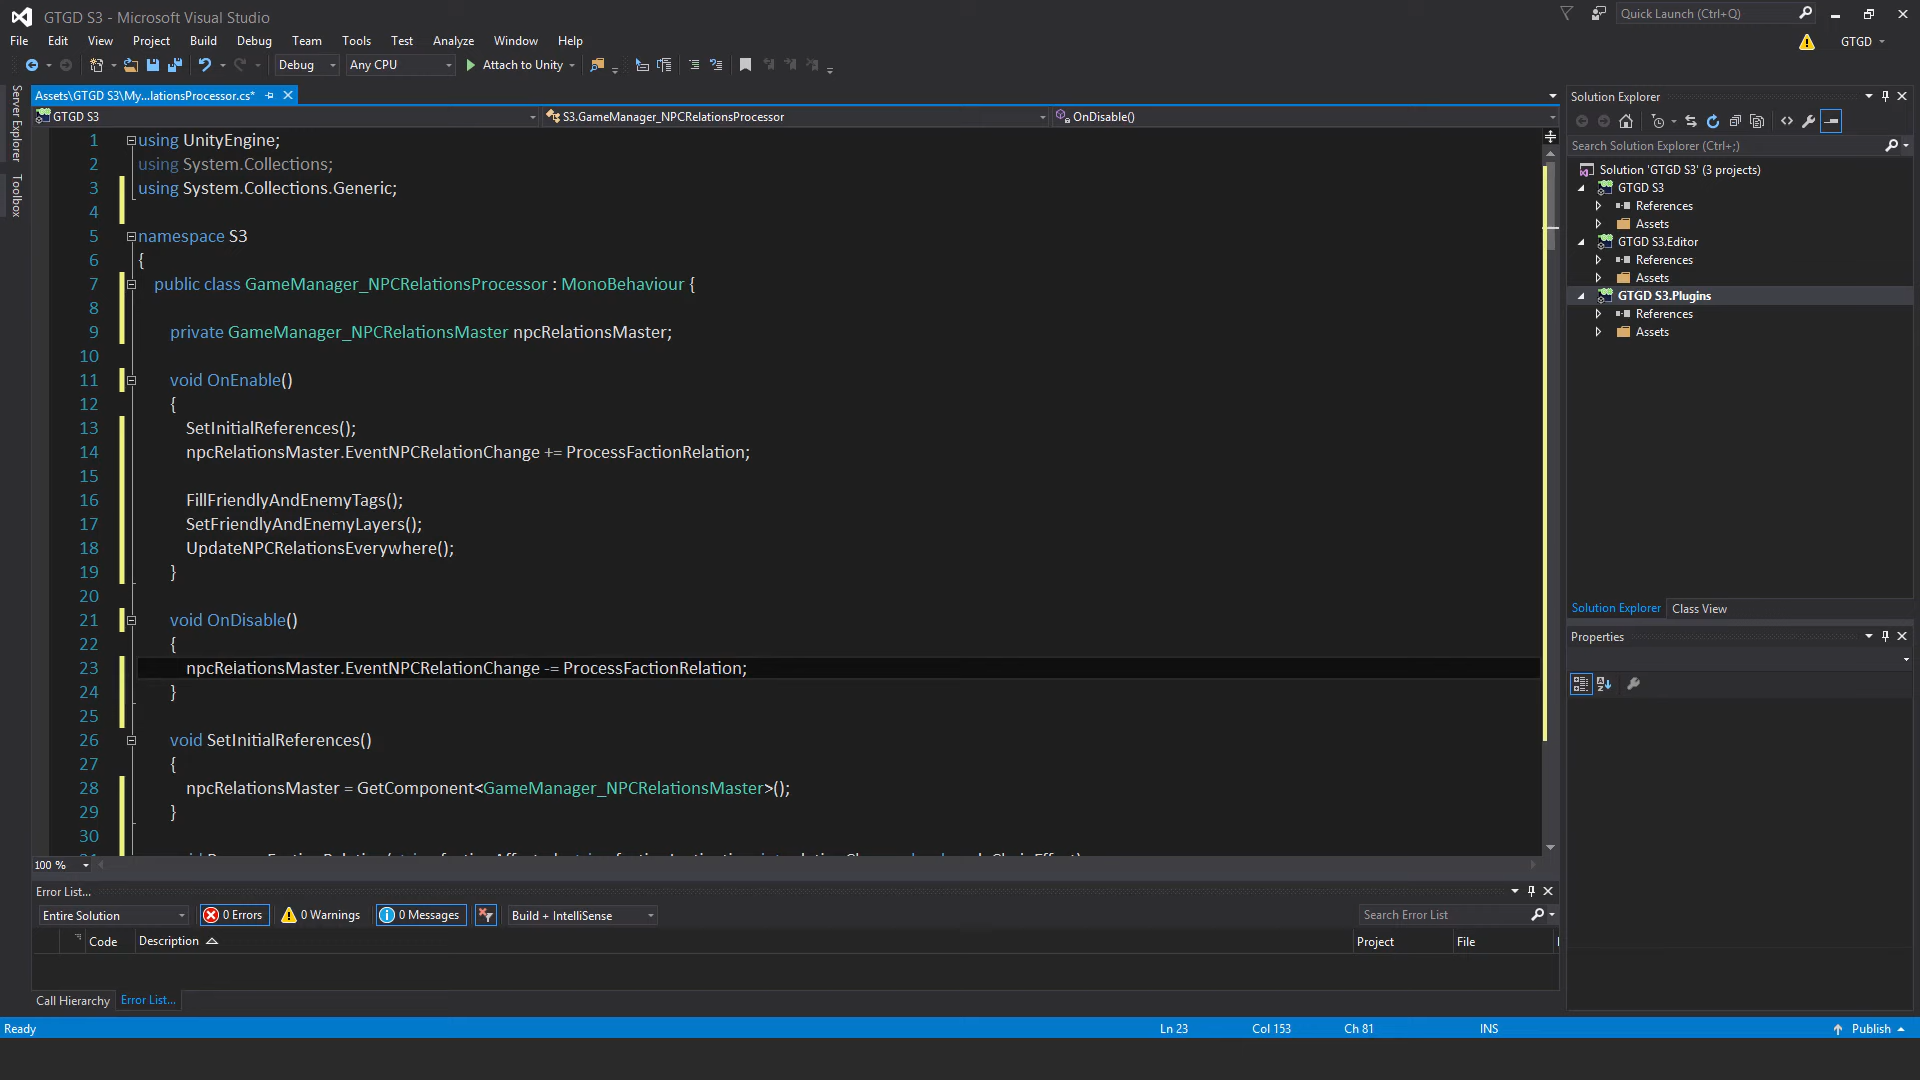 GTGD S3 - Microsoft Visual Studio
Quick Launch (Ctrl+Q)
File Edit View Project Build Debug Team Tools Test Analyze Window Help
GTGD
Debug Any CPU Attach to Unity
Server Explorer
Toolbox
Assets\GTGD S3\My...lationsProcessor.cs*
GTGD S3 S3.GameManager_NPCRelationsProcessor OnDisable()
1 using UnityEngine;
2 using System.Collections;
3 using System.Collections.Generic;
4
5 namespace S3
6 {
7 public class GameManager_NPCRelationsProcessor : MonoBehaviour {
8
9 private GameManager_NPCRelationsMaster npcRelationsMaster;
10
11 void OnEnable()
12 {
13 SetInitialReferences();
14 npcRelationsMaster.EventNPCRelationChange += ProcessFactionRelation;
15
16 FillFriendlyAndEnemyTags();
17 SetFriendlyAndEnemyLayers();
18 UpdateNPCRelationsEverywhere();
19 }
20
21 void OnDisable()
22 {
23 npcRelationsMaster.EventNPCRelationChange -= ProcessFactionRelation;
24 }
25
26 void SetInitialReferences()
27 {
28 npcRelationsMaster = GetComponent<GameManager_NPCRelationsMaster>();
29 }
30
100 %
Solution Explorer
Search Solution Explorer (Ctrl+;)
Solution 'GTGD S3' (3 projects)
GTGD S3
References
Assets
GTGD S3.Editor
References
Assets
GTGD S3.Plugins
References
Assets
Solution Explorer Class View
Properties
Error List...
Entire Solution 0 Errors 0 Warnings 0 Messages Build + IntelliSense Search Error List
Code Description Project File
Call Hierarchy Error List...
Ready Ln 23 Col 153 Ch 81 INS Publish